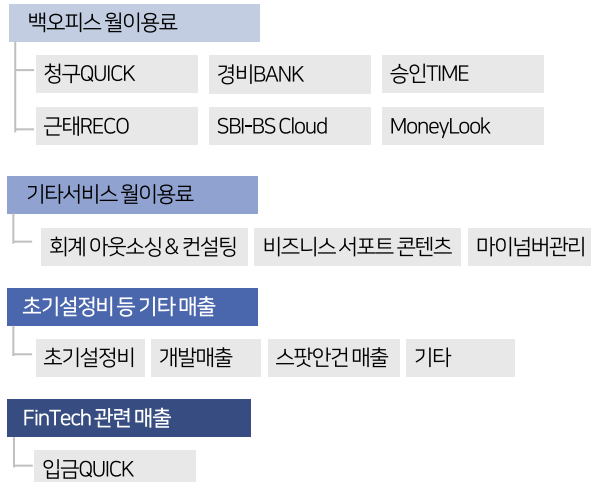 백오피스 월이용료
청구QUICK 경비BANK 승인TIME
근태RECO SBI-BS Cloud MoneyLook
기타서비스 월이용료
회계 아웃소싱 & 컨설팅 비즈니스 서포트 콘텐츠 마이넘버관리
초기설정비 등 기타 매출
초기설정비 개발매출 스팟안건 매출 기타
FinTech 관련 매출
입금QUICK